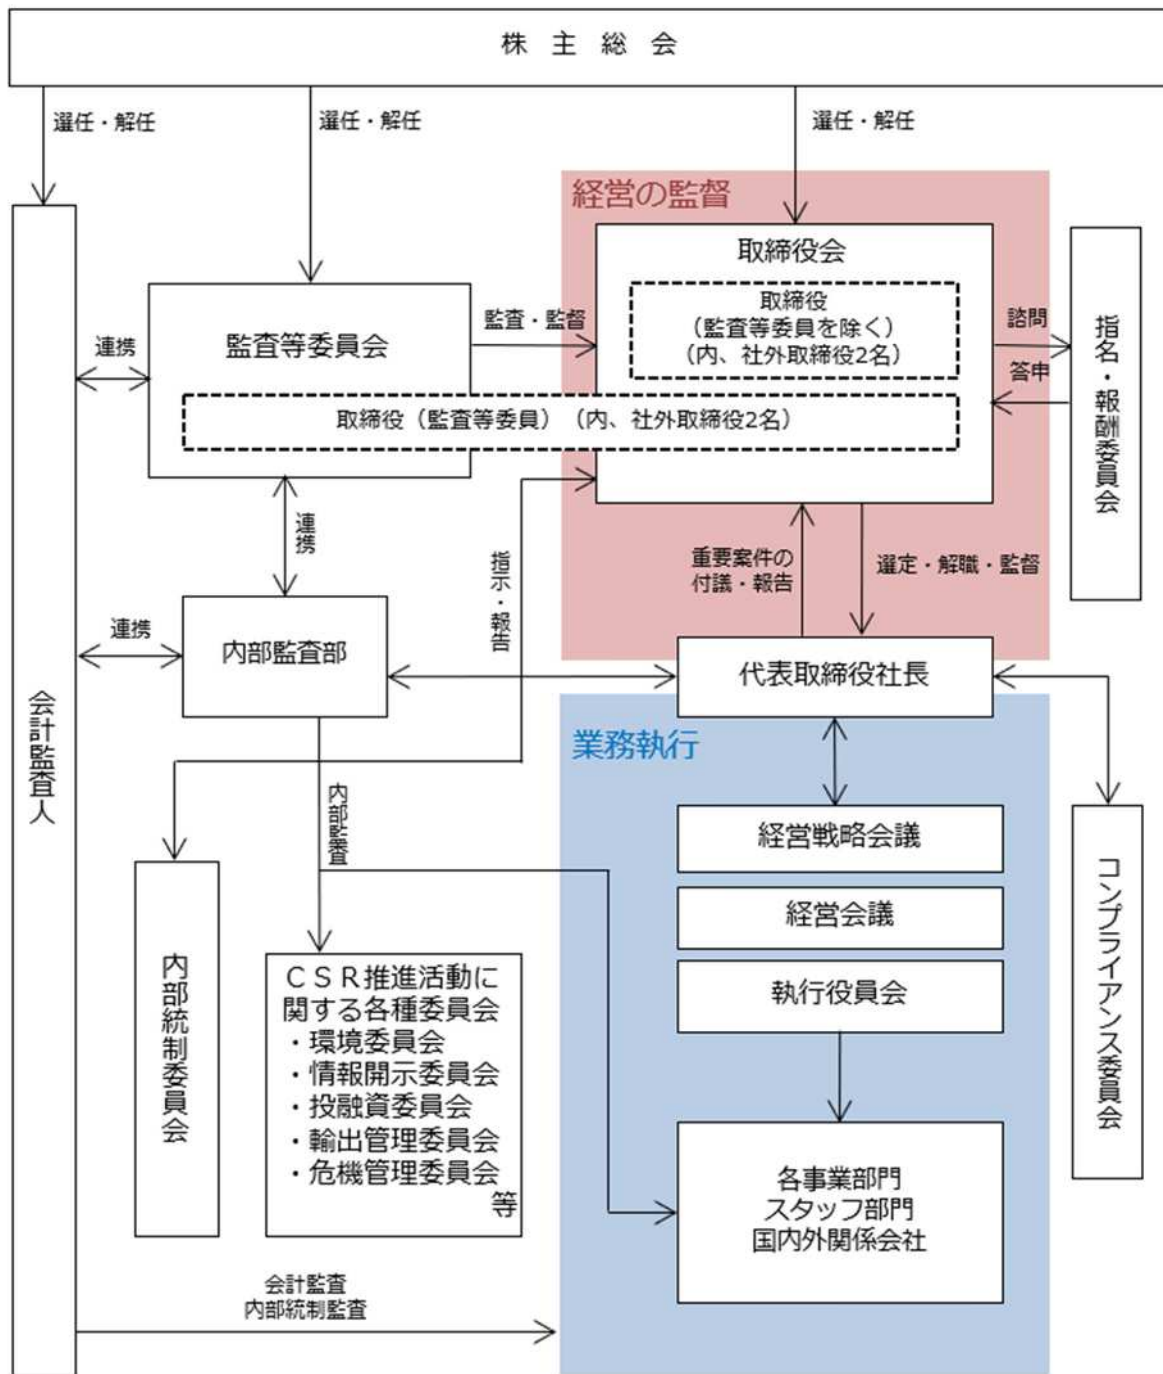 株 主 総 会
選任・解任
選任・解任
選任・解任
経営の監督
取締役会
取締役
(監査等委員を除く)
(内、社外取締役2名)
監査等委員会
監査・監督
諮問
答申
指名・報酬委員会
連携
取締役(監査等委員)(内、社外取締役2名)
連携
指示・報告
重要案件の
付議・報告
選定・解職・監督
連携
内部監査部
代表取締役社長
会計監査人
業務執行
内部監査
経営戦略会議
経営会議
執行役員会
コンプライアンス委員会
内部統制委員会
CSR推進活動に
関する各種委員会
・環境委員会
・情報開示委員会
・投融資委員会
・輸出管理委員会
・危機管理委員会
等
各事業部門
スタッフ部門
国内外関係会社
会計監査
内部統制監査